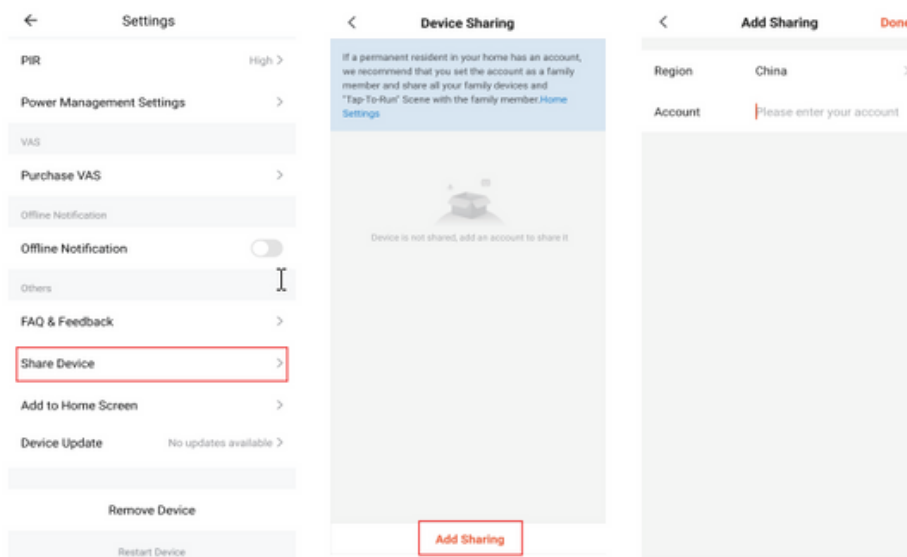 Settings
PIR High
Power Management Settings
VAS
Purchase VAS
Offline Notification
Offline Notification
Others
FAQ & Feedback
Share Device
Add to Home Screen
Device Update No updates available
Remove Device
Restart Device
Device Sharing
If a permanent resident in your home has an account,
we recommend that you set the account as a family
member and share all your family devices and
"Tap-To-Run" Scene with the family member.Home
Settings
Device is not shared, add an account to share it
Add Sharing
Add Sharing Done
Region China
Account Please enter your account